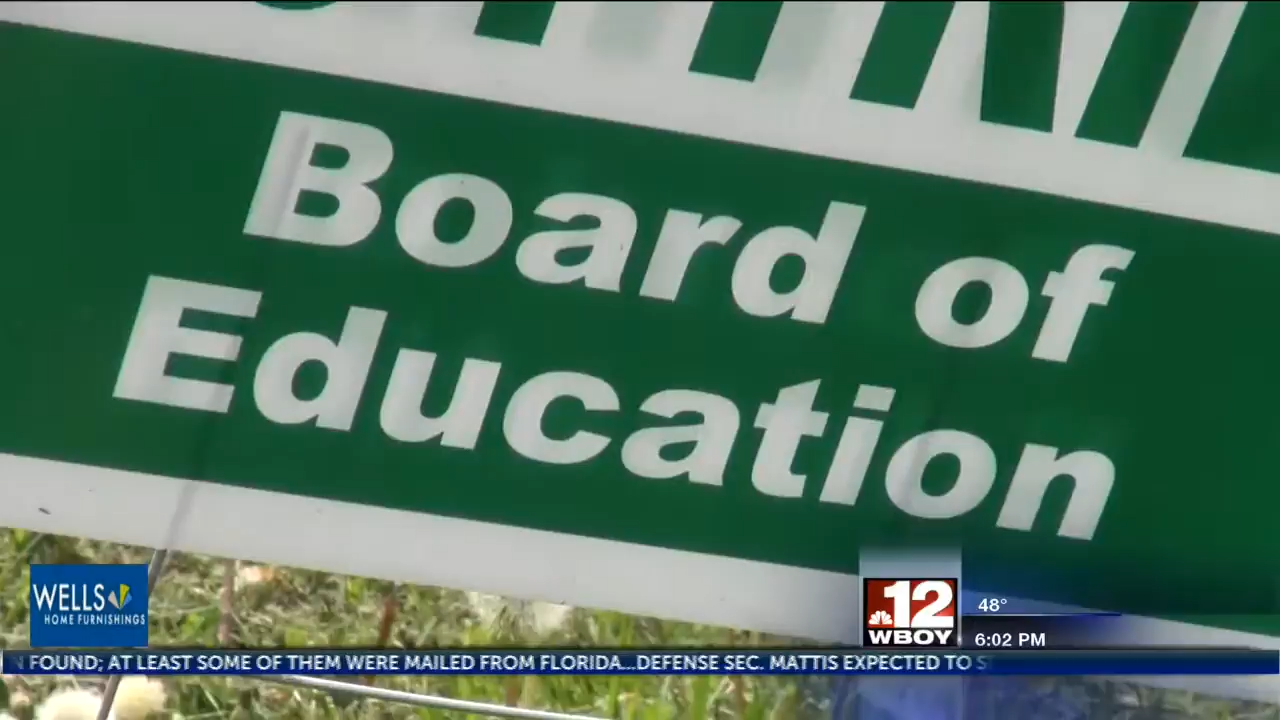 Board of
Education
WELLS
HOME FURNISHINGS
12
WBOY
48°
6:02 PM
FOUND; AT LEAST SOME OF THEM WERE MAILED FROM FLORIDA...DEFENSE SEC. MATTIS EXPECTED TO